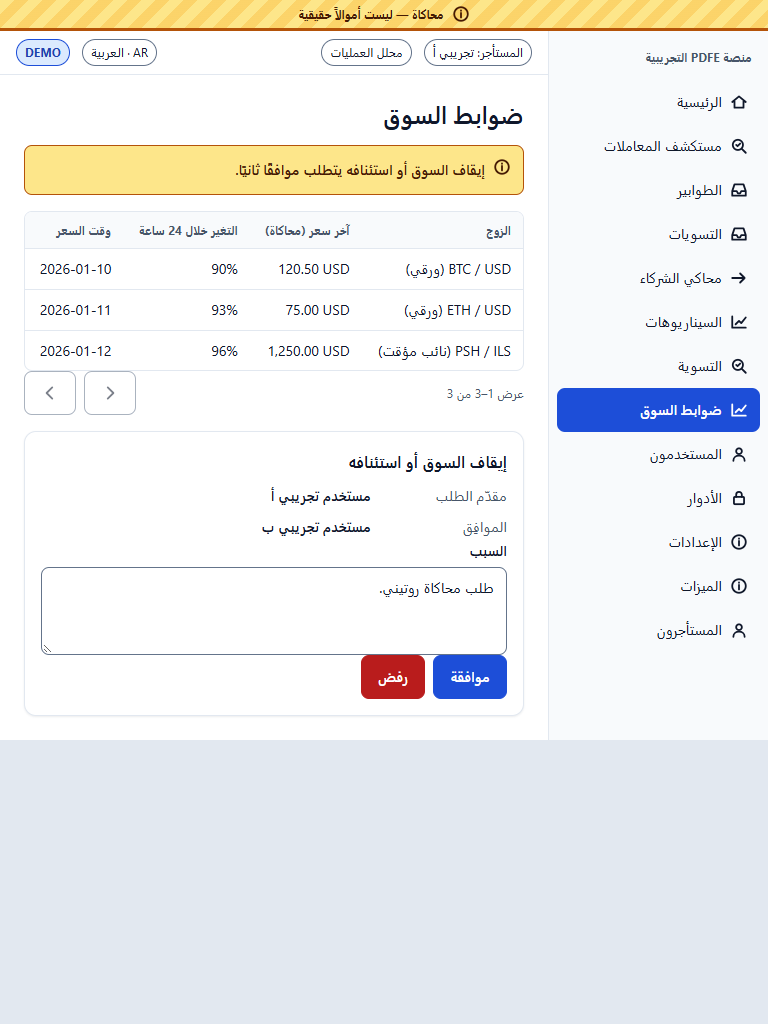 محاكاة — ليست أموالاً حقيقية
منصة PDFE التجريبية
الرئيسية
مستكشف المعاملات
الطوابير
التسويات
محاكي الشركاء
السيناريوهات
التسوية
ضوابط السوق
المستخدمون
الأدوار
الإعدادات
الميزات
المستأجرون
المستأجر: تجريبي أ
محلل العمليات
AR · العربية
DEMO
ضوابط السوق
إيقاف السوق أو استئنافه يتطلب موافقًا ثانيًا.
الزوج آخر سعر (محاكاة) التغير خلال 24 ساعة وقت السعر
BTC / USD (ورقي) 120.50 USD 90% 2026-01-10
ETH / USD (ورقي) 75.00 USD 93% 2026-01-11
PSH / ILS (نائب مؤقت) 1,250.00 USD 96% 2026-01-12
عرض 1–3 من 3
إيقاف السوق أو استئنافه
مقدّم الطلب مستخدم تجريبي أ
الموافِق مستخدم تجريبي ب
السبب
طلب محاكاة روتيني.
موافقة رفض